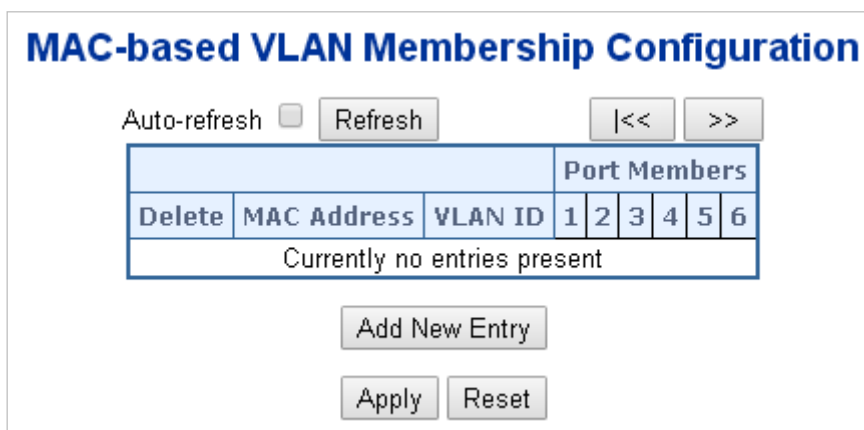 MAC-based VLAN Membership Configuration
Auto-refresh Refresh |<< >>
Port Members
Delete MAC Address VLAN ID 1 2 3 4 5 6
Currently no entries present
Add New Entry
Apply Reset